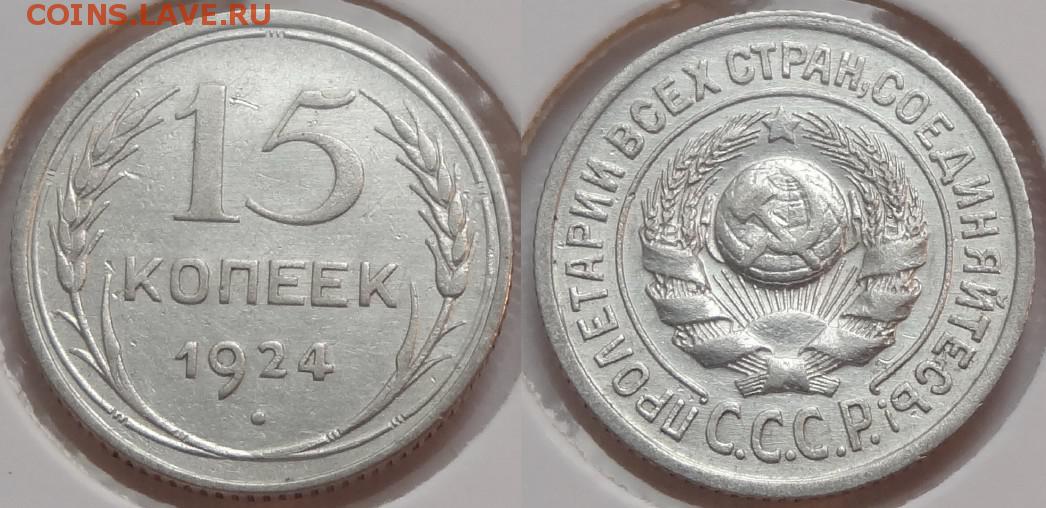 COINS.LAVE.RU
15
КОПЕЕК
1924
ПРОЛЕТАРИИ ВСЕХ СТРАН, СОЕДИНЯЙТЕСЬ!
С.С.С.Р.